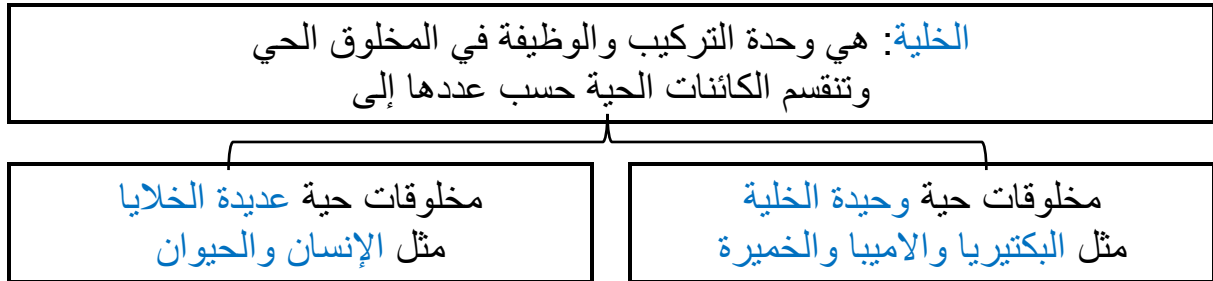 الخلية: هي وحدة التركيب والوظيفة في المخلوق الحي
وتنقسم الكائنات الحية حسب عددها إلى
مخلوقات حية وحيدة الخلية
مثل البكتيريا والاميبا والخميرة
مخلوقات حية عديدة الخلايا
مثل الإنسان والحيوان